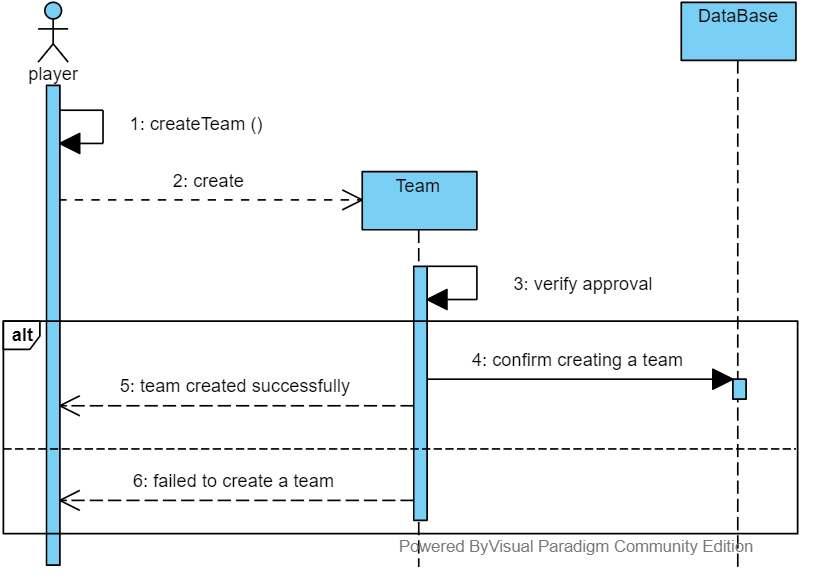 DataBase
player
1: createTeam ()
2: create
Team
3: verify approval
alt
4: confirm creating a team
5: team created successfully
6: failed to create a team
Powered ByVisual Paradigm Community Edition